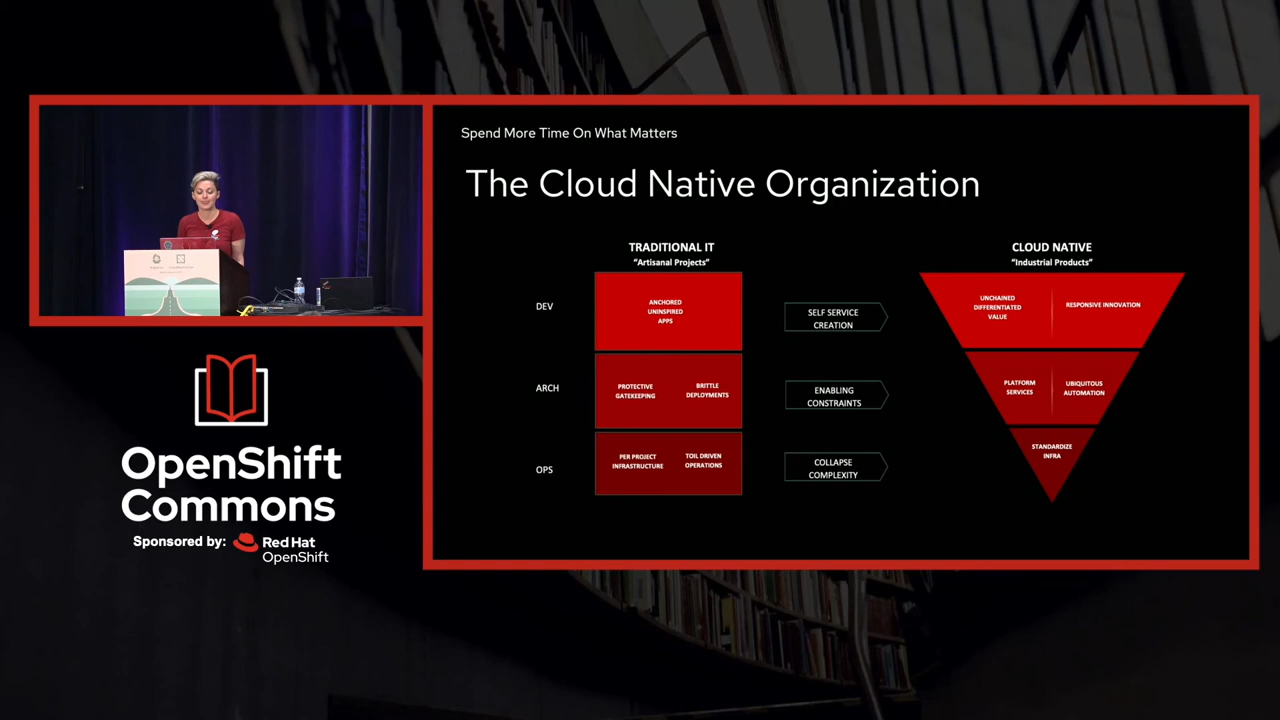 Spend More Time On What Matters
The Cloud Native Organization
TRADITIONAL IT
"Artisanal Projects"
CLOUD NATIVE
"Industrial Products"
DEV
ANCHORED
UNINSPIRED
APPS
SELF SERVICE
CREATION
UNCHAINED
DIFFERENTIATED
VALUE
RESPONSIVE INNOVATION
ARCH
PROTECTIVE
GATEKEEPING
BRITTLE
DEPLOYMENTS
ENABLING
CONSTRAINTS
PLATFORM
SERVICES
UBIQUITOUS
AUTOMATION
OPS
PER PROJECT
INFRASTRUCTURE
TOIL DRIVEN
OPERATIONS
COLLAPSE
COMPLEXITY
STANDARDIZE
INFRA
OpenShift
Commons
Sponsored by:
Red Hat
OpenShift